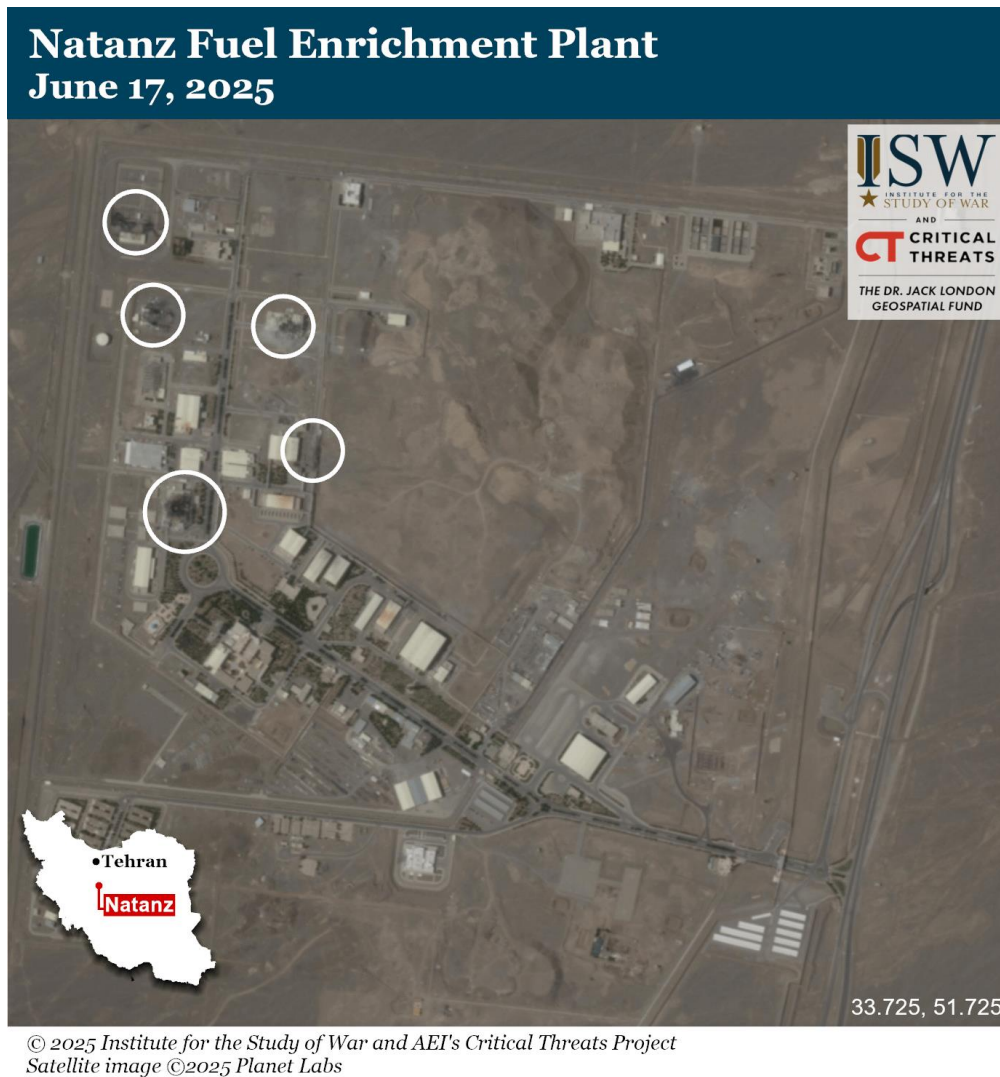 Natanz Fuel Enrichment Plant
June 17, 2025
ISW
INSTITUTE FOR THE
STUDY OF WAR
AND
CT CRITICAL
THREATS
THE DR. JACK LONDON
GEOSPATIAL FUND
•Tehran
Natanz
33.725, 51.725
© 2025 Institute for the Study of War and AEI's Critical Threats Project
Satellite image ©2025 Planet Labs